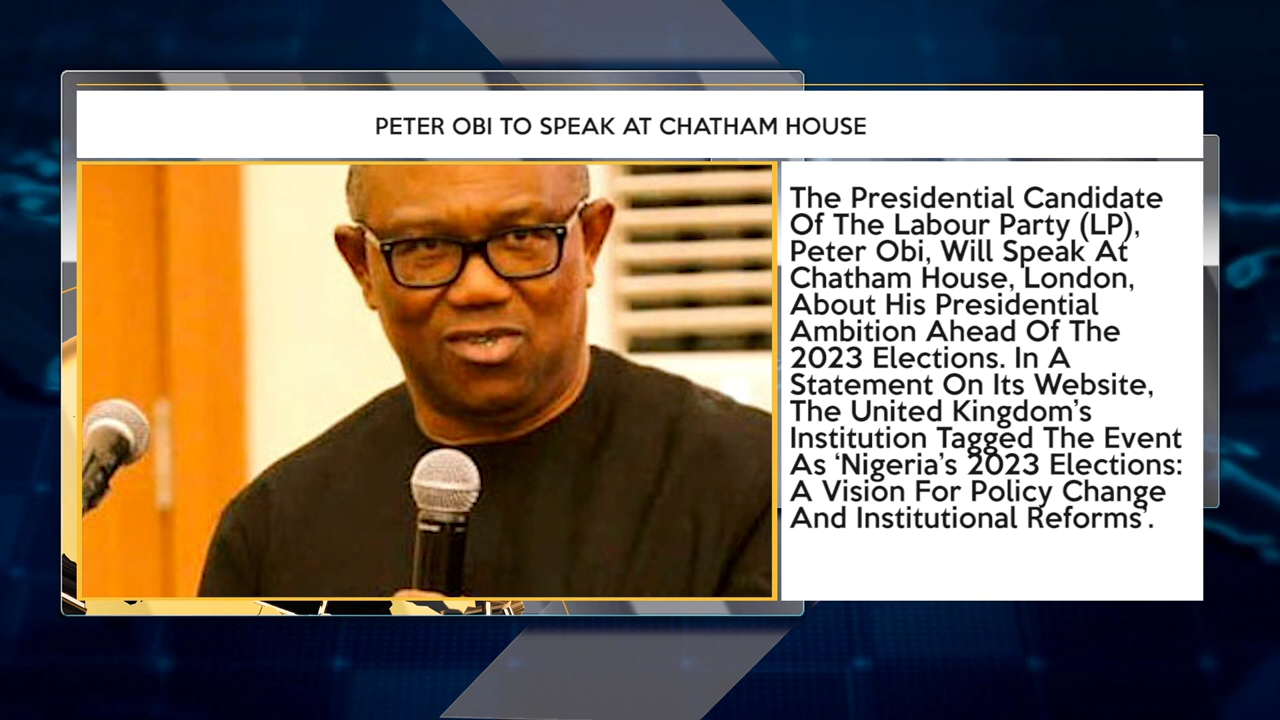 PETER OBI TO SPEAK AT CHATHAM HOUSE
The Presidential Candidate
Of The Labour Party (LP),
Peter Obi, Will Speak At
Chatham House, London,
About His Presidential
Ambition Ahead Of The
2023 Elections. In A
Statement On Its Website,
The United Kingdom’s
Institution Tagged The Event
As ‘Nigeria’s 2023 Elections:
A Vision For Policy Change
And Institutional Reforms’.